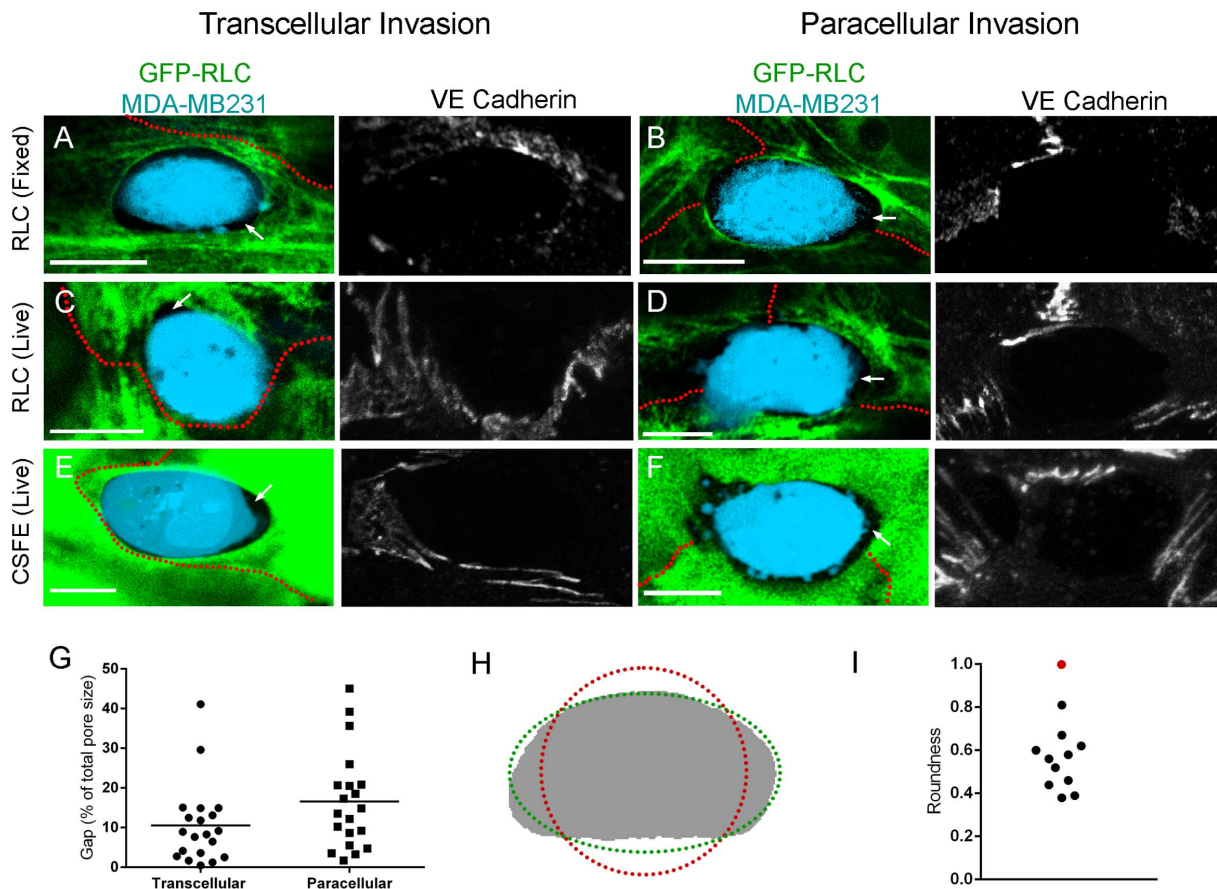 Transcellular Invasion
Paracellular Invasion
GFP-RLC
MDA-MB231
VE Cadherin
GFP-RLC
MDA-MB231
VE Cadherin
RLC (Fixed)
A
B
RLC (Live)
C
D
CSFE (Live)
E
F
G
Gap (% of total pore size)
50
40
30
20
10
0
Transcellular
Paracellular
H
I
Roundness
1.0
0.8
0.6
0.4
0.2
0.0